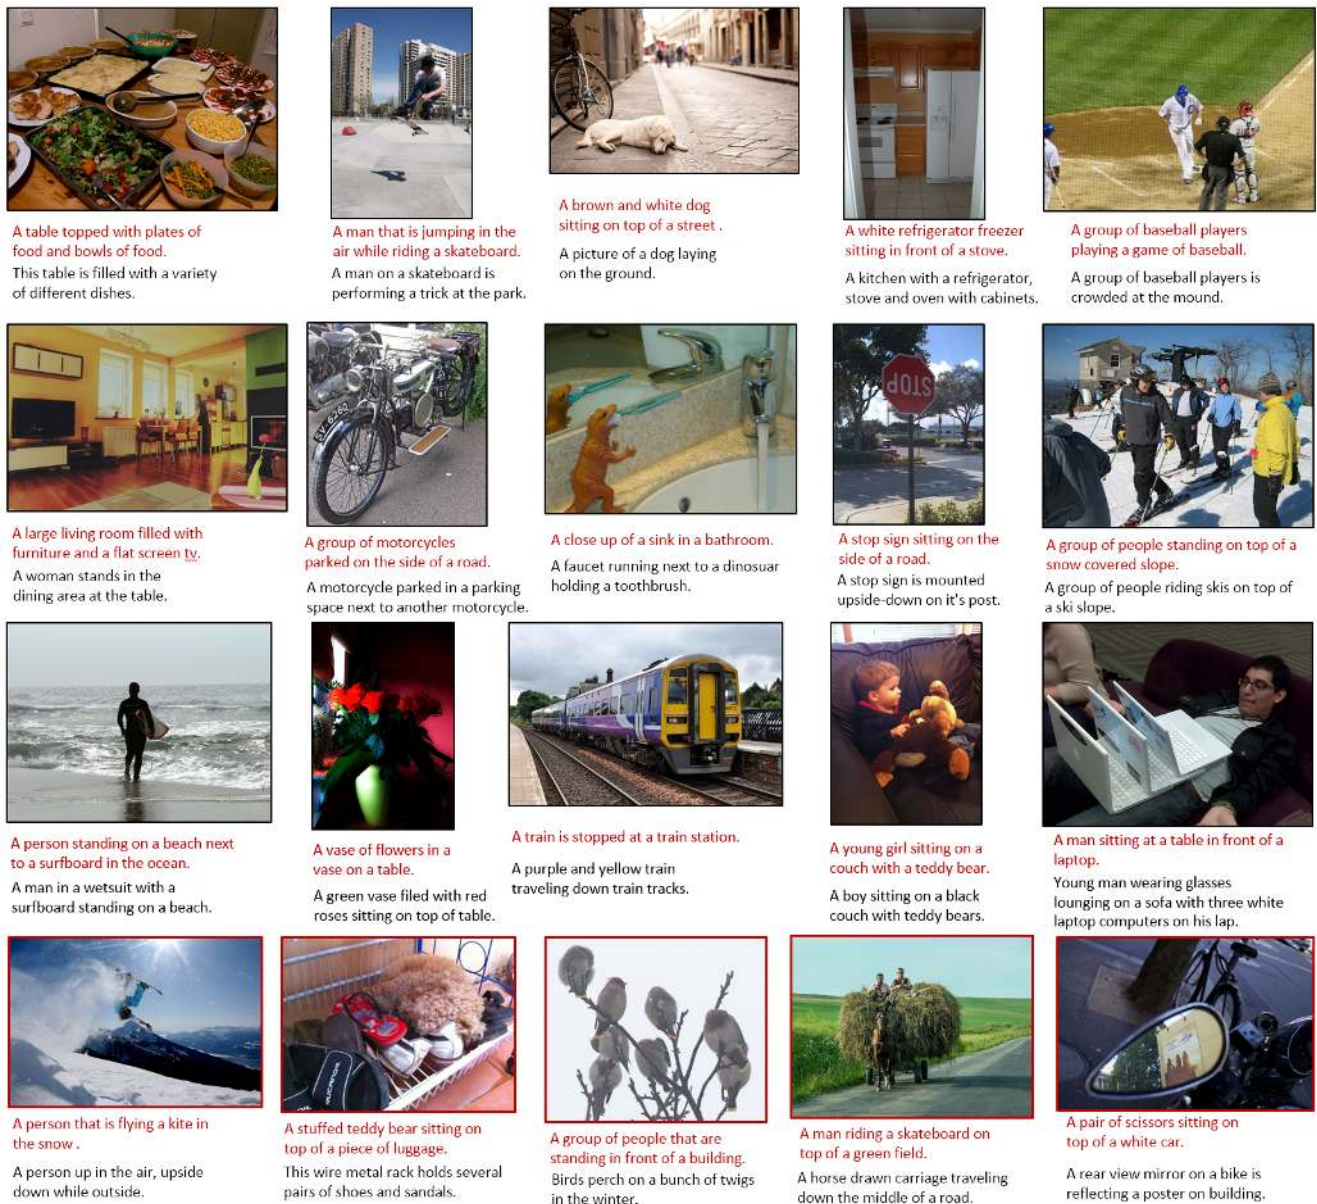 A table topped with plates of
food and bowls of food.
This table is filled with a variety
of different dishes.
A man that is jumping in the
air while riding a skateboard.
A man on a skateboard is
performing a trick at the park.
A brown and white dog
sitting on top of a street .
A picture of a dog laying
on the ground.
A white refrigerator freezer
sitting in front of a stove.
A kitchen with a refrigerator,
stove and oven with cabinets.
A group of baseball players
playing a game of baseball.
A group of baseball players is
crowded at the mound.
A large living room filled with
furniture and a flat screen tv.
A woman stands in the
dining area at the table.
SV 6260
A group of motorcycles
parked on the side of a road.
A motorcycle parked in a parking
space next to another motorcycle.
A close up of a sink in a bathroom.
A faucet running next to a dinosuar
holding a toothbrush.
STOP
A stop sign sitting on the
side of a road.
A stop sign is mounted
upside-down on it's post.
A group of people standing on top of a
snow covered slope.
A group of people riding skis on top of
a ski slope.
A person standing on a beach next
to a surfboard in the ocean.
A man in a wetsuit with a
surfboard standing on a beach.
A vase of flowers in a
vase on a table.
A green vase filed with red
roses sitting on top of table.
A train is stopped at a train station.
A purple and yellow train
traveling down train tracks.
A young girl sitting on a
couch with a teddy bear.
A boy sitting on a black
couch with teddy bears.
A man sitting at a table in front of a
laptop.
Young man wearing glasses
lounging on a sofa with three white
laptop computers on his lap.
A person that is flying a kite in
the snow .
A person up in the air, upside
down while outside.
A stuffed teddy bear sitting on
top of a piece of luggage.
This wire metal rack holds several
pairs of shoes and sandals.
A group of people that are
standing in front of a building.
Birds perch on a bunch of twigs
in the winter.
A man riding a skateboard on
top of a green field.
A horse drawn carriage traveling
down the middle of a road.
A pair of scissors sitting on
top of a white car.
A rear view mirror on a bike is
reflecting a poster on building.